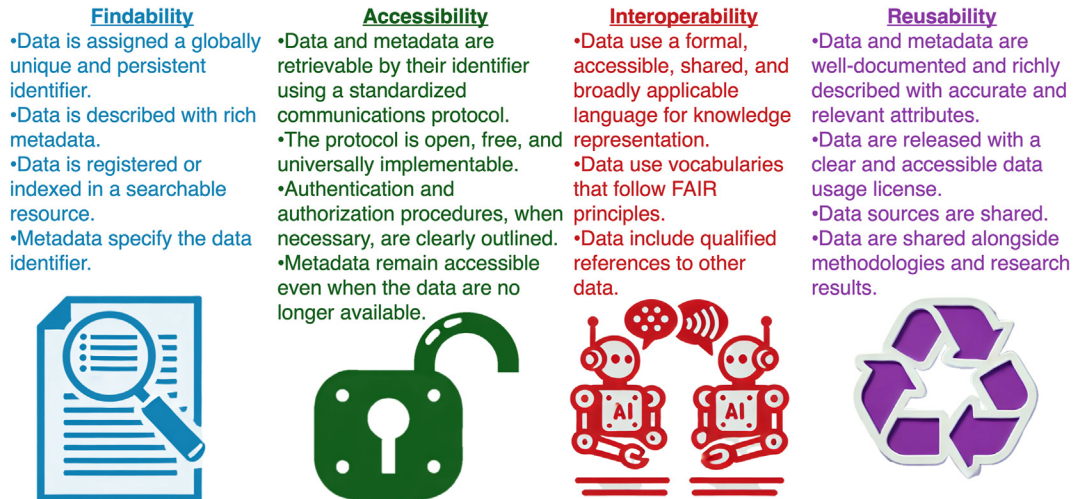 Findability
•Data is assigned a globally
unique and persistent
identifier.
•Data is described with rich
metadata.
•Data is registered or
indexed in a searchable
resource.
•Metadata specify the data
identifier.
Accessibility
•Data and metadata are
retrievable by their identifier
using a standardized
communications protocol.
•The protocol is open, free, and
universally implementable.
•Authentication and
authorization procedures, when
necessary, are clearly outlined.
•Metadata remain accessible
even when the data are no
longer available.
Interoperability
•Data use a formal,
accessible, shared, and
broadly applicable
language for knowledge
representation.
•Data use vocabularies
that follow FAIR
principles.
•Data include qualified
references to other
data.
AI
AI
Reusability
•Data and metadata are
well-documented and richly
described with accurate and
relevant attributes.
•Data are released with a
clear and accessible data
usage license.
•Data sources are shared.
•Data are shared alongside
methodologies and research
results.